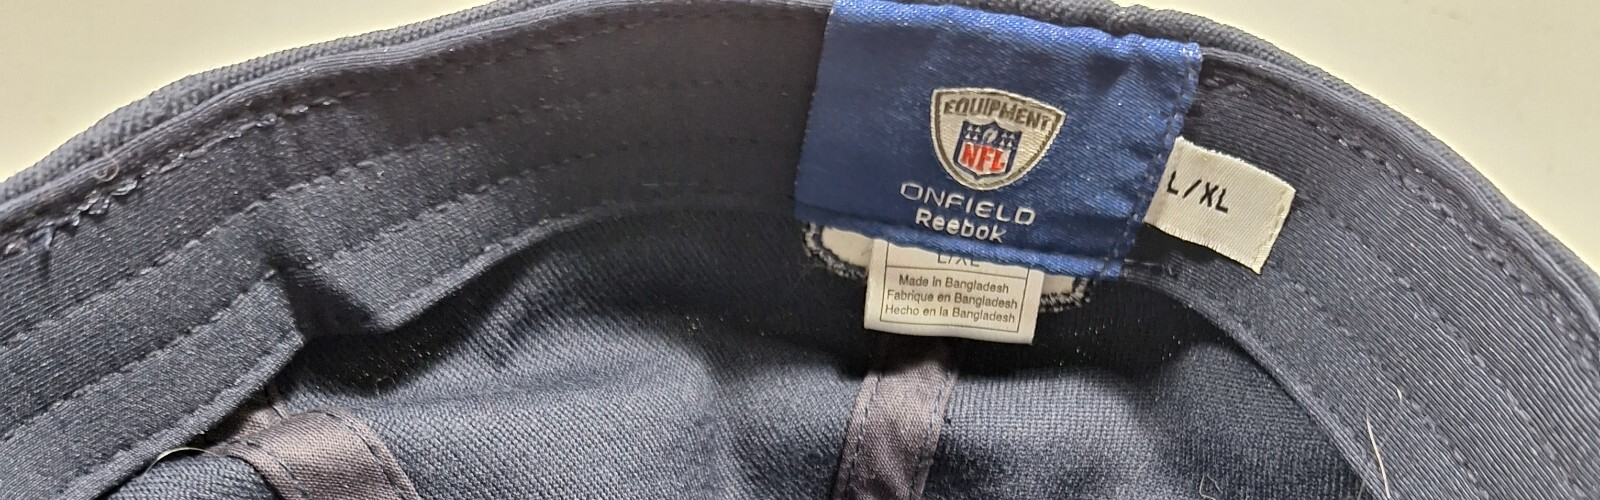 EQUIPMENT
NFL
ONFIELD
Reebok
L/XL
L/XL
Made in Bangladesh
Fabrique en Bangladesh
Hecho en la Bangladesh